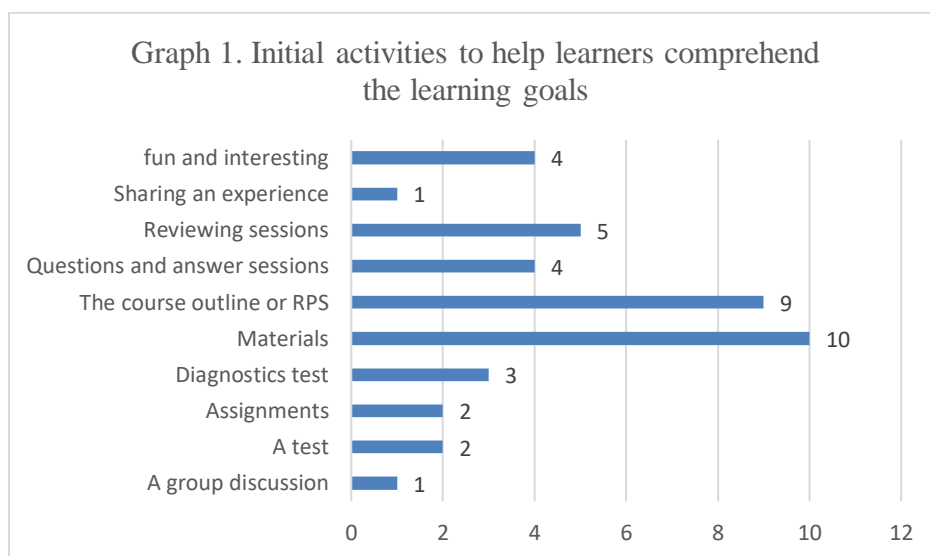 Graph 1. Initial activities to help learners comprehend
the learning goals
fun and interesting 4
Sharing an experience 1
Reviewing sessions 5
Questions and answer sessions 4
The course outline or RPS 9
Materials 10
Diagnostics test 3
Assignments 2
A test 2
A group discussion 1
0 2 4 6 8 10 12